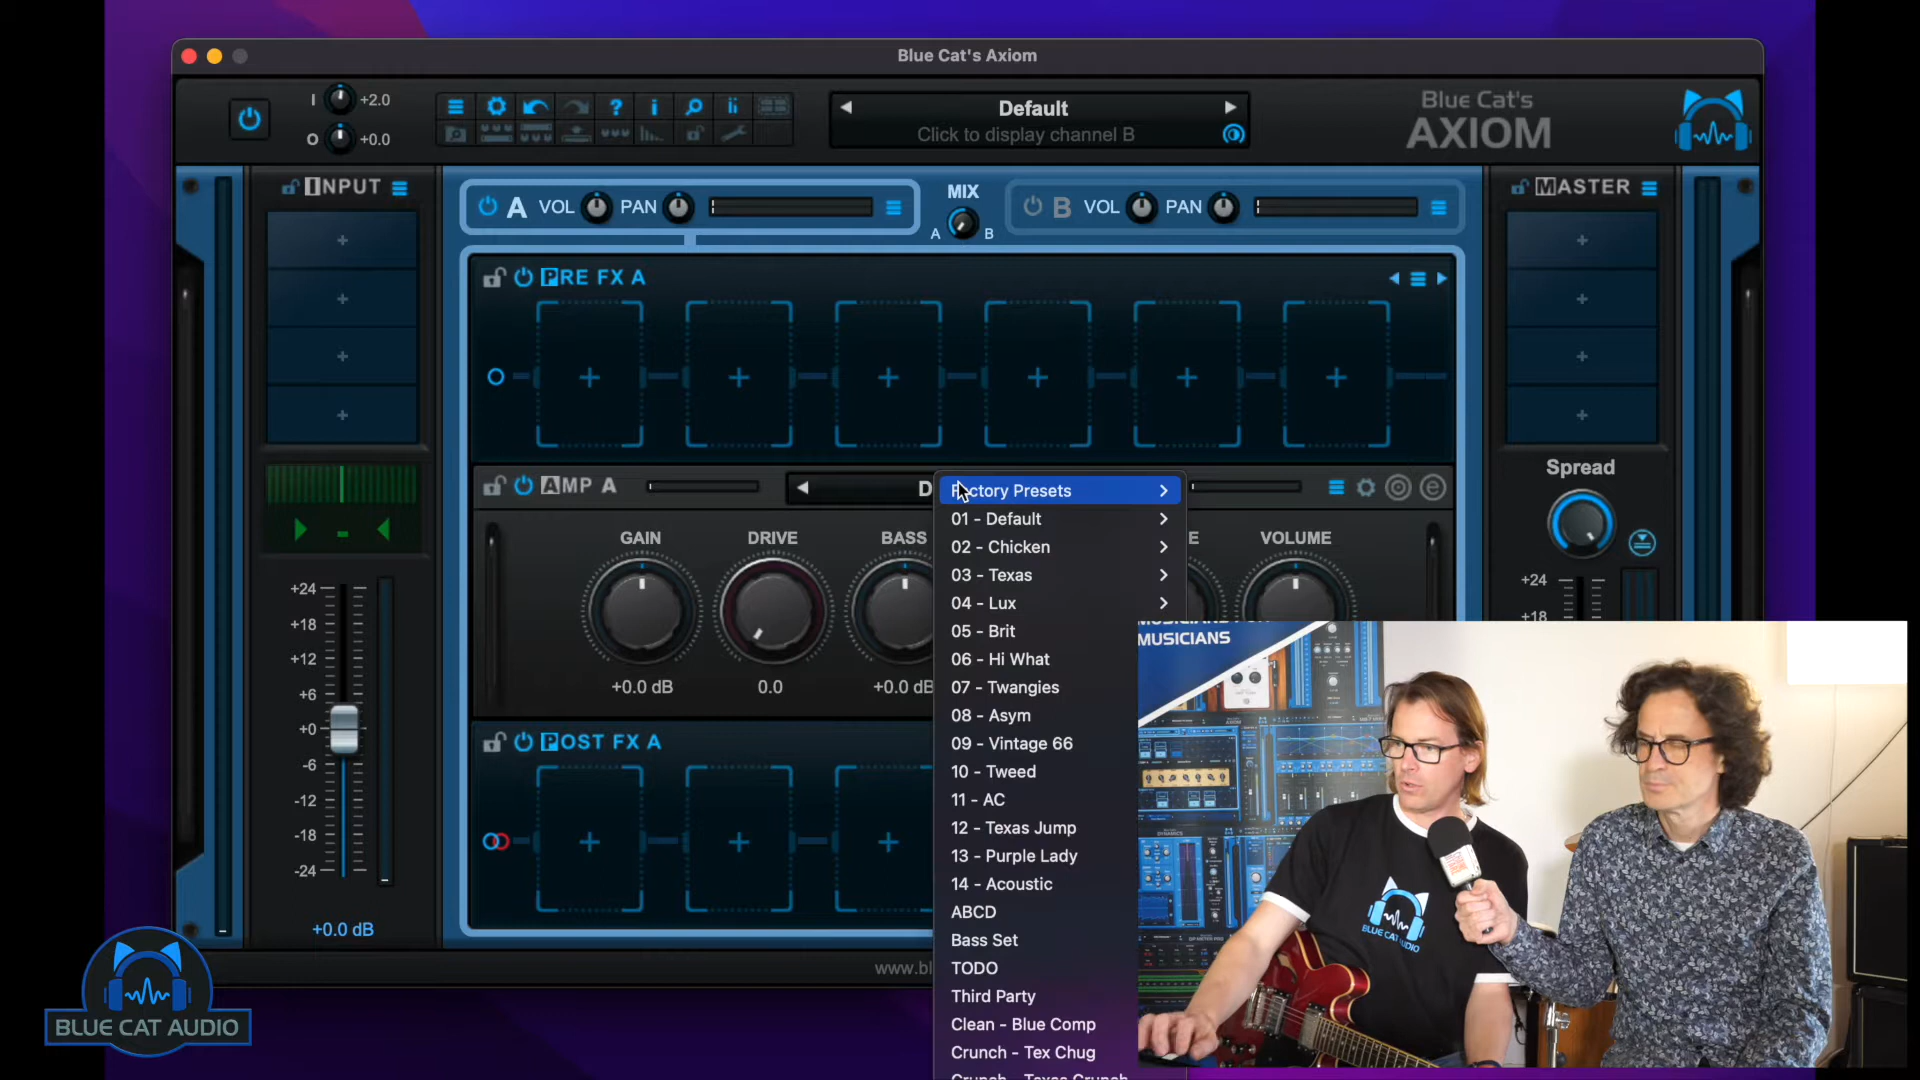 Blue Cat's Axiom
I +2.0
O +0.0
Default
Click to display channel B
Blue Cat's
AXIOM
INPUT
A VOL PAN
MIX
A B
B VOL PAN
MASTER
PRE FX A
AMP A
D
GAIN
DRIVE
BASS
E
VOLUME
+0.0 dB
0.0
+0.0 dB
POST FX A
Spread
+24
+18
+24
+18
+12
+6
+0
-6
-12
-18
-24
+0.0 dB
Factory Presets
01 - Default
02 - Chicken
03 - Texas
04 - Lux
05 - Brit
06 - Hi What
07 - Twangies
08 - Asym
09 - Vintage 66
10 - Tweed
11 - AC
12 - Texas Jump
13 - Purple Lady
14 - Acoustic
ABCD
Bass Set
TODO
Third Party
Clean - Blue Comp
Crunch - Tex Chug
Crunch - Texas Crunch
www.bl
MUSICIANS
BLUE CAT AUDIO
BLUE CAT AUDIO